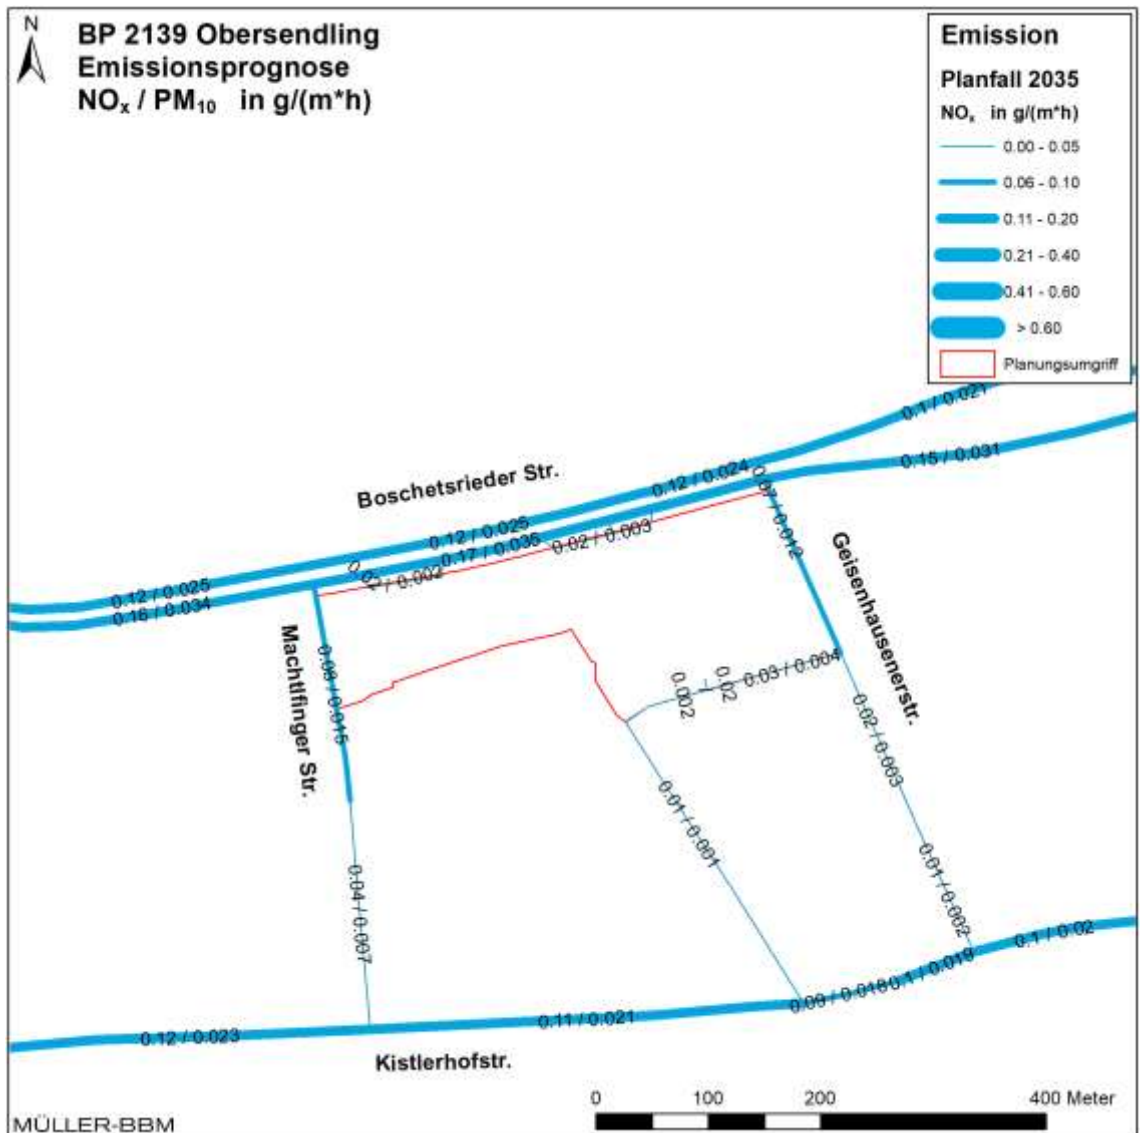 N
BP 2139 Obersendling
Emissionsprognose
NOₓ / PM₁₀ in g/(m*h)
Emission
Planfall 2035
NOₓ in g/(m*h)
0.00 - 0.05
0.06 - 0.10
0.11 - 0.20
0.21 - 0.40
0.41 - 0.60
> 0.60
Planungsumgriff
0.1 / 0.021
0.15 / 0.031
Boschetsrieder Str.
0.12 / 0.024
0.07 / 0.012
0.12 / 0.025
0.17 / 0.035
0.02 / 0.003
/ 0.002
0.12 / 0.025
0.16 / 0.034
Geisenhausenerstr.
Machtlfinger Str.
0.08 / 0.015
0.002
0.02
0.03 / 0.004
0.02 / 0.003
0.01 / 0.001
0.01 / 0.002
0.04 / 0.007
0.1 / 0.02
0.1 / 0.019
0.09 / 0.018
0.11 / 0.021
0.12 / 0.023
Kistlerhofstr.
0 100 200 400 Meter
MÜLLER-BBM